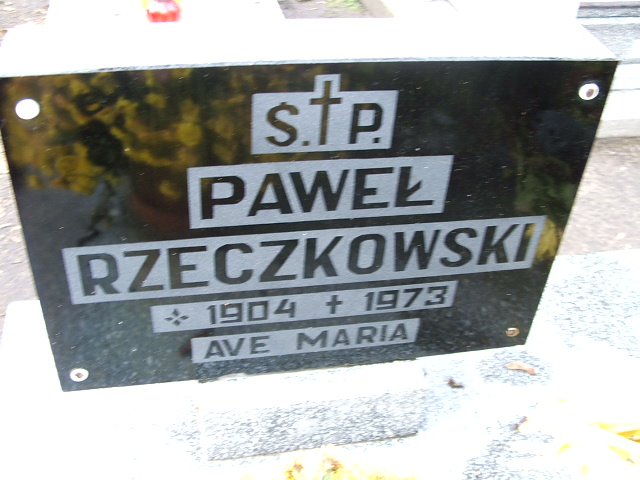 Ś.†P.
PAWEŁ
RZECZKOWSKI
* 1904 † 1973
AVE MARIA